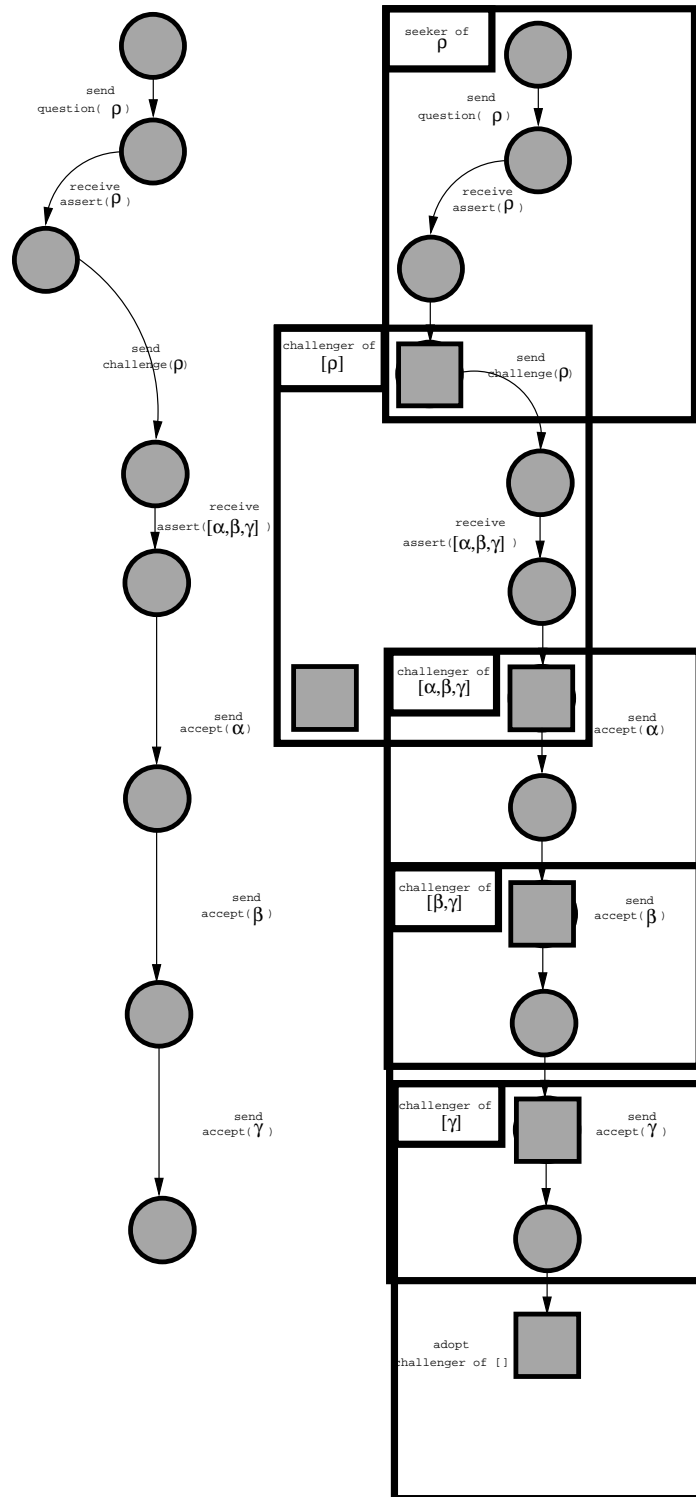 send
question( ρ )
receive
assert(ρ )
send
challenge(ρ)
receive
assert([α,β,γ] )
send
accept(α )
send
accept(β )
send
accept(γ )
seeker of
ρ
send
question( ρ )
receive
assert(ρ )
challenger of
[ρ]
send
challenge(ρ)
receive
assert([α,β,γ] )
challenger of
[α,β,γ]
send
accept(α )
challenger of
[β,γ]
send
accept(β )
challenger of
[γ]
send
accept(γ )
adopt
challenger of []